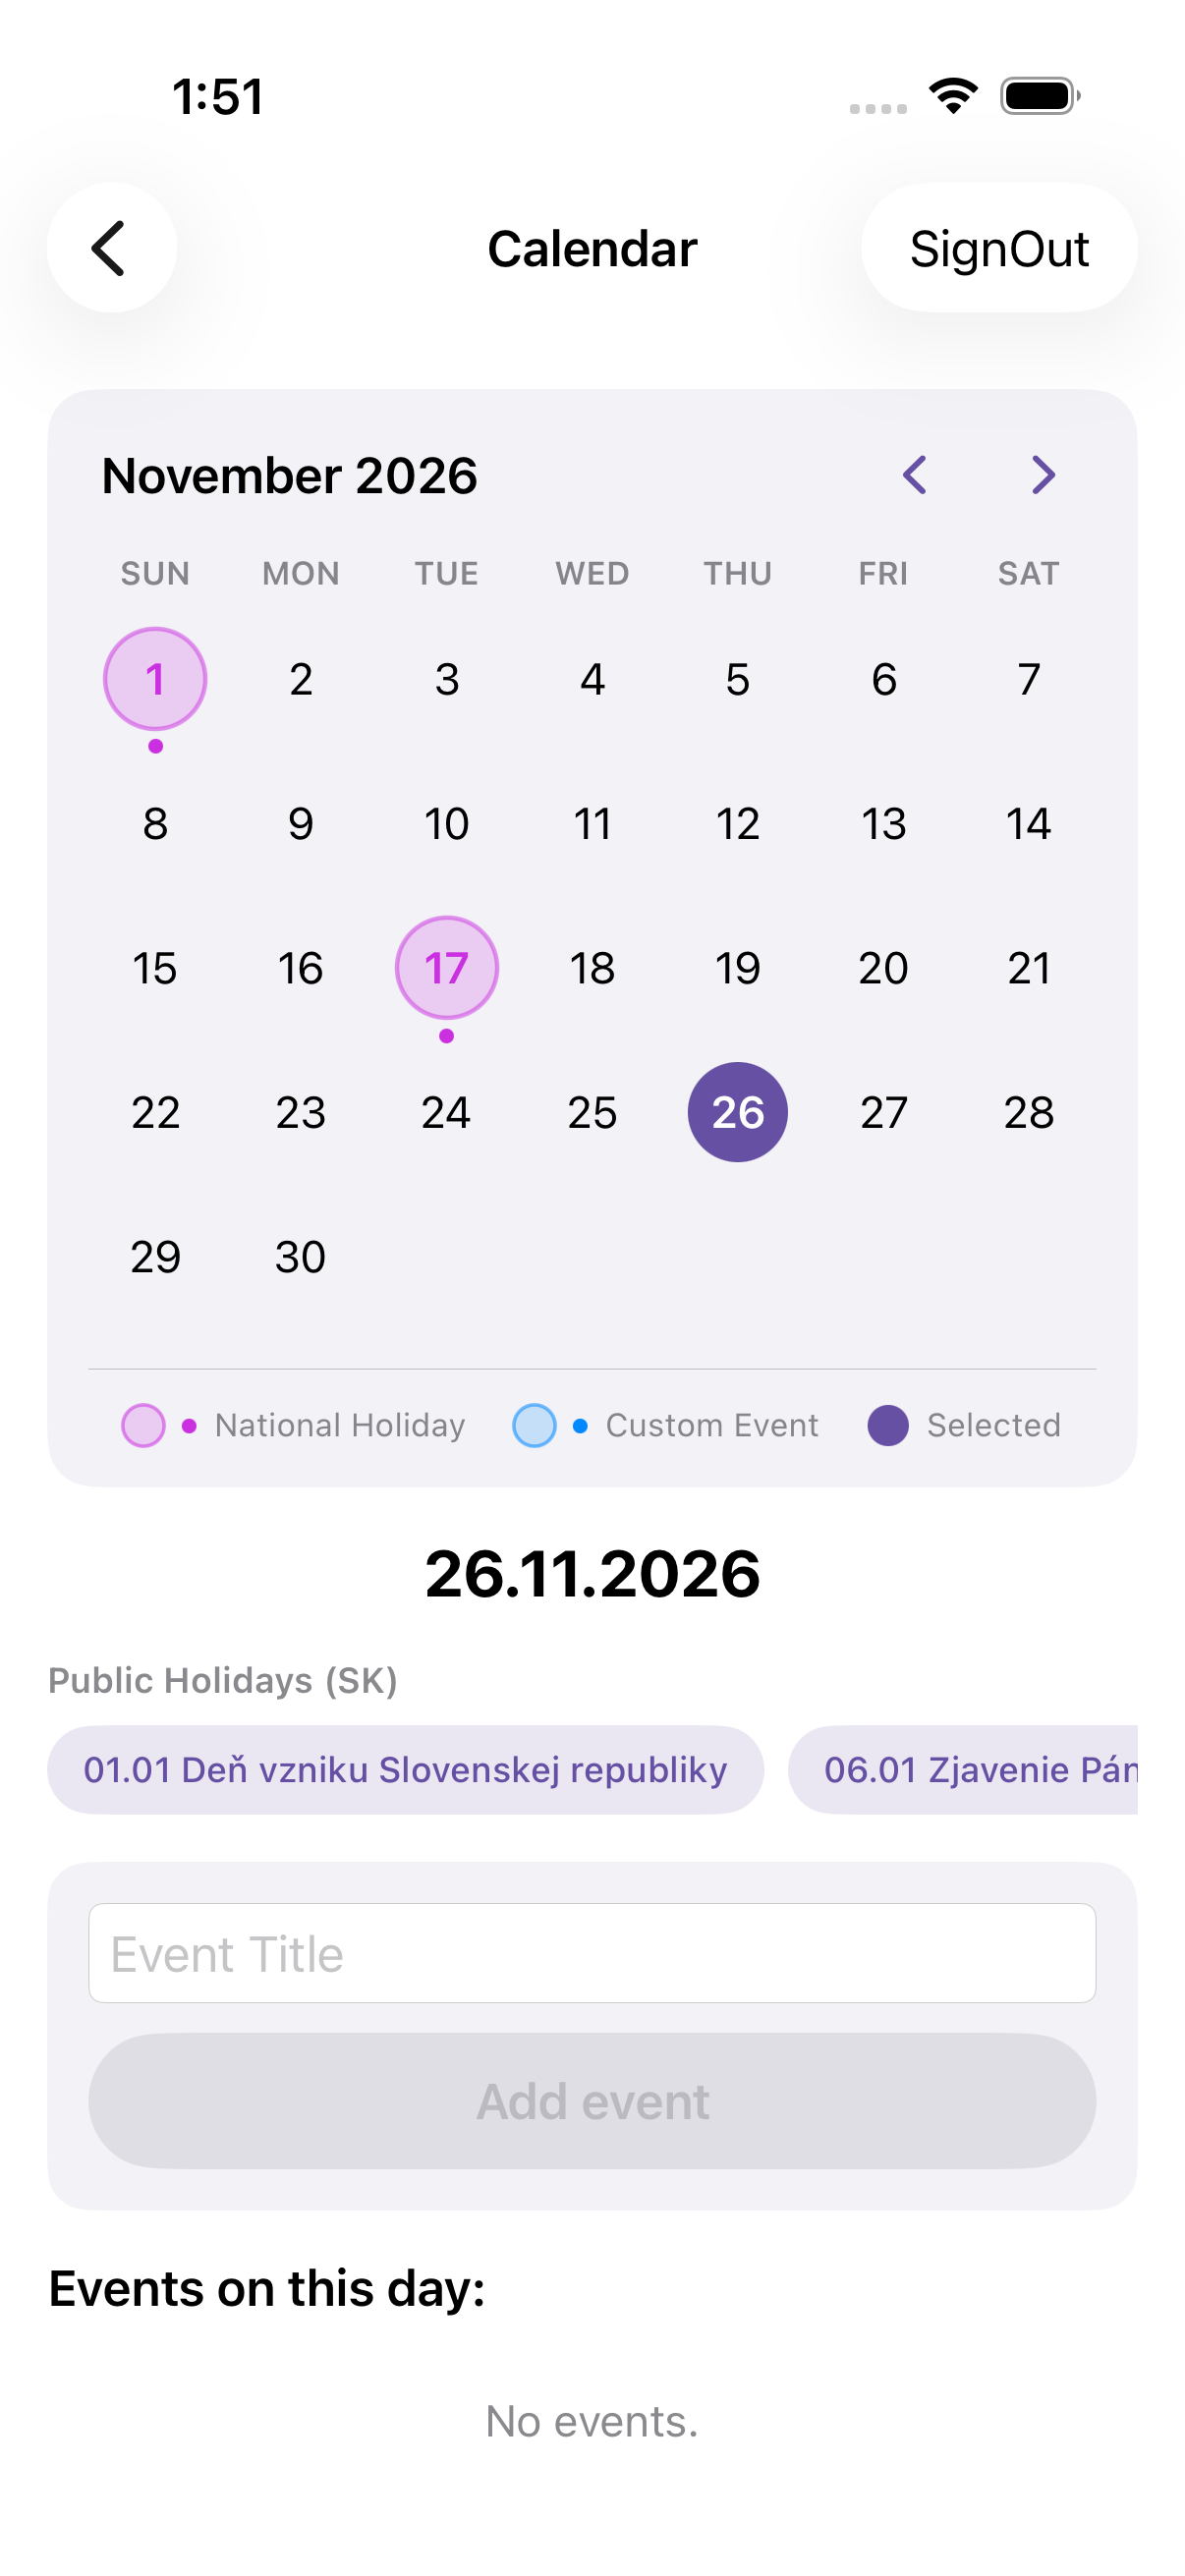 1:51
Calendar
SignOut
November 2026
SUN MON TUE WED THU FRI SAT
1 2 3 4 5 6 7
8 9 10 11 12 13 14
15 16 17 18 19 20 21
22 23 24 25 26 27 28
29 30
National Holiday Custom Event Selected
26.11.2026
Public Holidays (SK)
01.01 Deň vzniku Slovenskej republiky 06.01 Zjavenie Pán
Event Title
Add event
Events on this day:
No events.